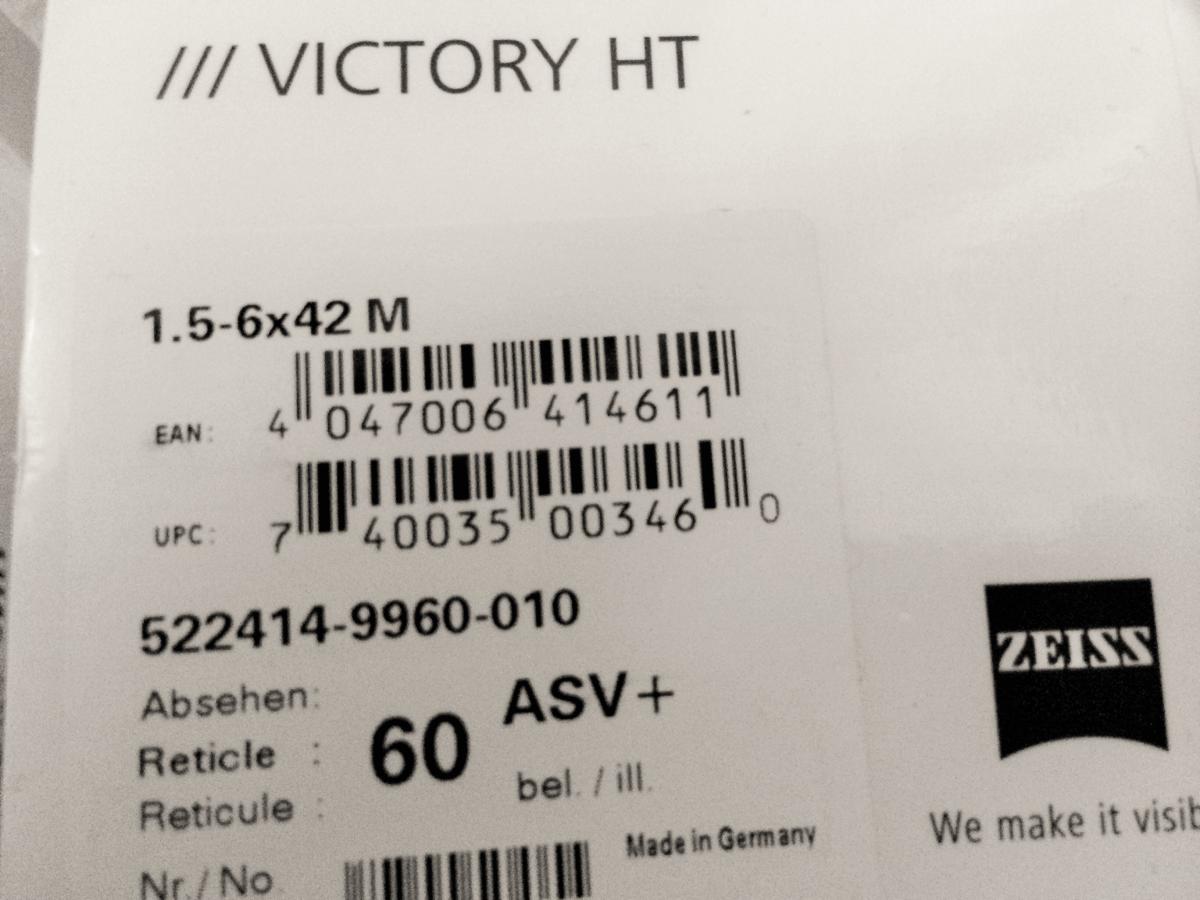 /// VICTORY HT
1.5-6x42 M
EAN: 4 047006 414611
UPC: 7 40035 00346 0
522414-9960-010
Absehen:
Reticle : 60 ASV+
Reticule : bel. / ill.
Made in Germany
Nr./No
ZEISS
We make it